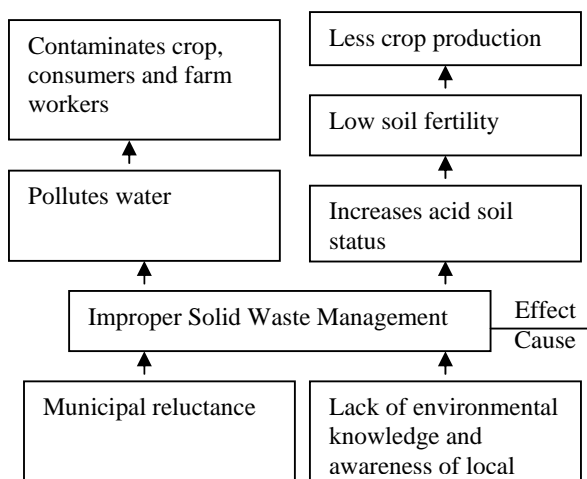 Contaminates crop,
consumers and farm
workers
Less crop production
Low soil fertility
Pollutes water
Increases acid soil
status
Improper Solid Waste Management
Effect
Cause
Municipal reluctance
Lack of environmental
knowledge and
awareness of local